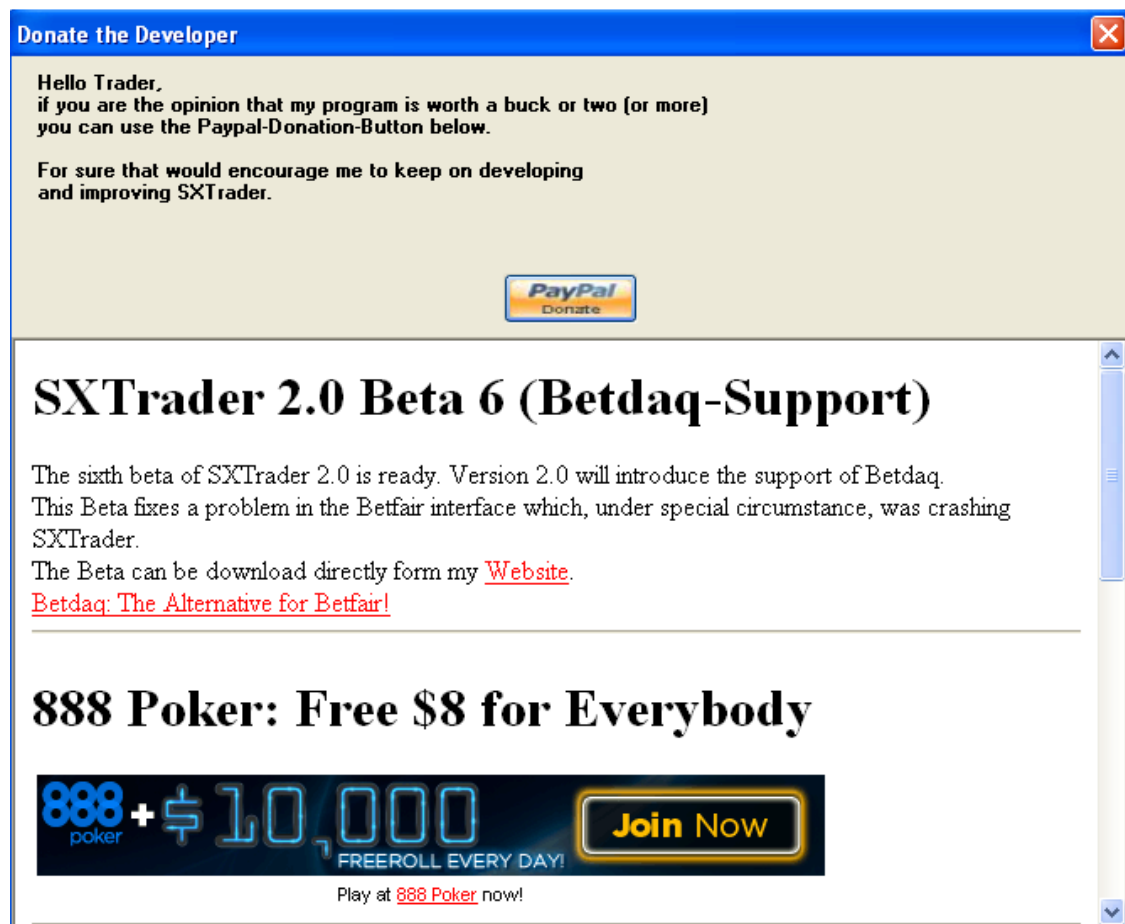 Donate the Developer
Hello Trader,
if you are the opinion that my program is worth a buck or two (or more)
you can use the Paypal-Donation-Button below.
For sure that would encourage me to keep on developing
and improving SXTrader.
PayPal
Donate
SXTrader 2.0 Beta 6 (Betdaq-Support)
The sixth beta of SXTrader 2.0 is ready. Version 2.0 will introduce the support of Betdaq.
This Beta fixes a problem in the Betfair interface which, under special circumstance, was crashing
SXTrader.
The Beta can be download directly form my Website.
Betdaq: The Alternative for Betfair!
888 Poker: Free $8 for Everybody
888 poker + $10,000 Join Now
FREEROLL EVERY DAY!
Play at 888 Poker now!